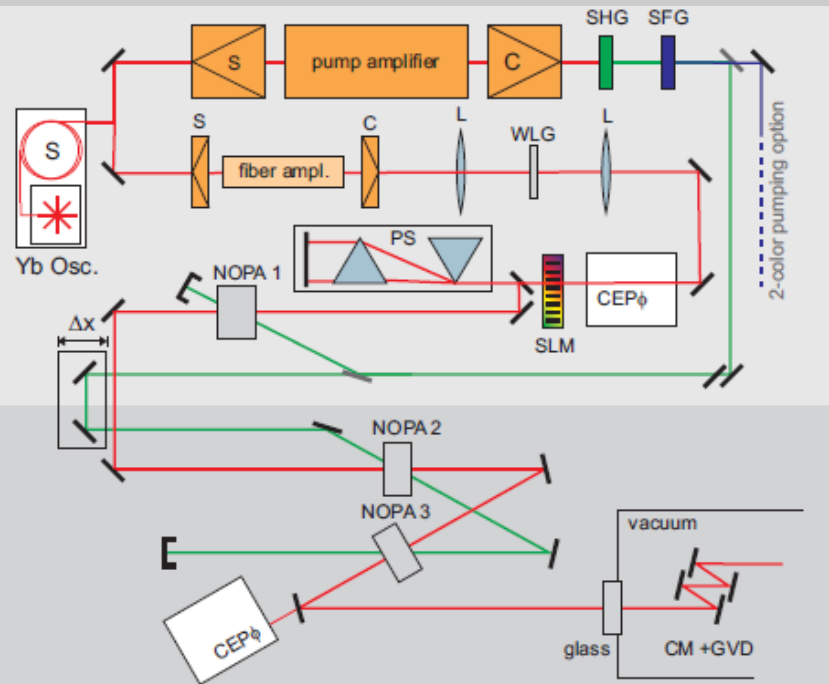 SHG
SFG
S
pump amplifier
C
S
C
L
WLG
L
S
fiber ampl.
Yb Osc.
PS
2-color pumping option
NOPA 1
CEPϕ
Δx
SLM
NOPA 2
NOPA 3
vacuum
CEPϕ
glass
CM +GVD